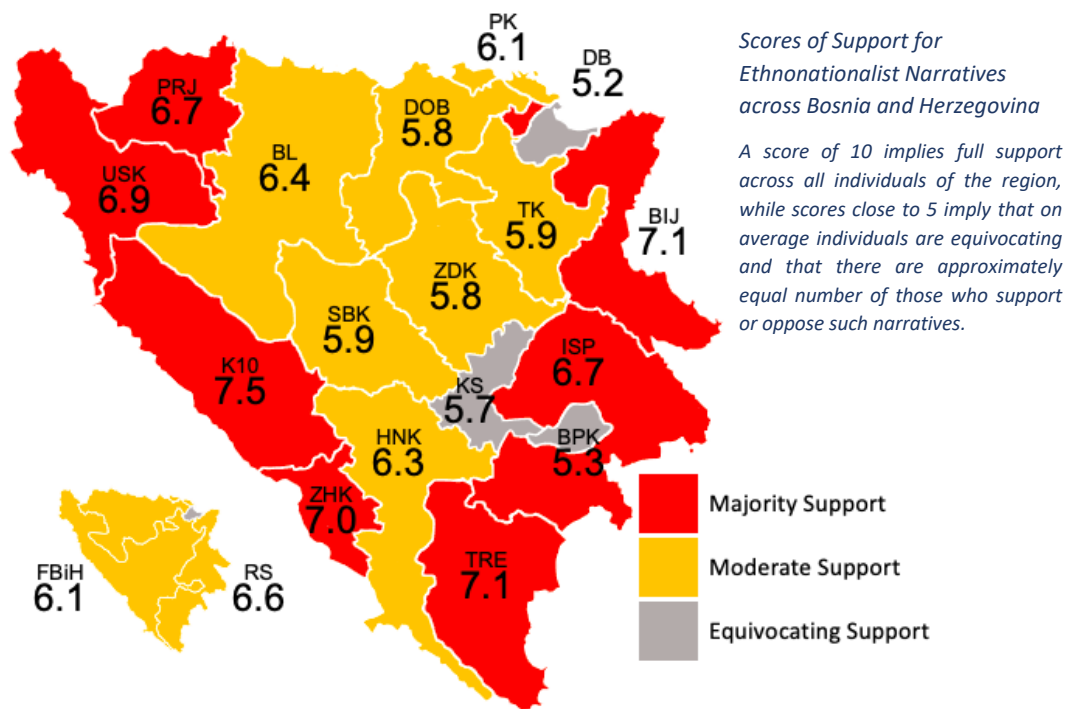 Scores of Support for
Ethnonationalist Narratives
across Bosnia and Herzegovina
A score of 10 implies full support
across all individuals of the region,
while scores close to 5 imply that on
average individuals are equivocating
and that there are approximately
equal number of those who support
or oppose such narratives.
PK
6.1
DB
5.2
PRJ
6.7
DOB
5.8
BL
6.4
USK
6.9
TK
5.9
BIJ
7.1
ZDK
5.8
SBK
5.9
ISP
6.7
K10
7.5
KS
5.7
HNK
6.3
BPK
5.3
ZHK
7.0
TRE
7.1
FBiH
6.1
RS
6.6
Majority Support
Moderate Support
Equivocating Support